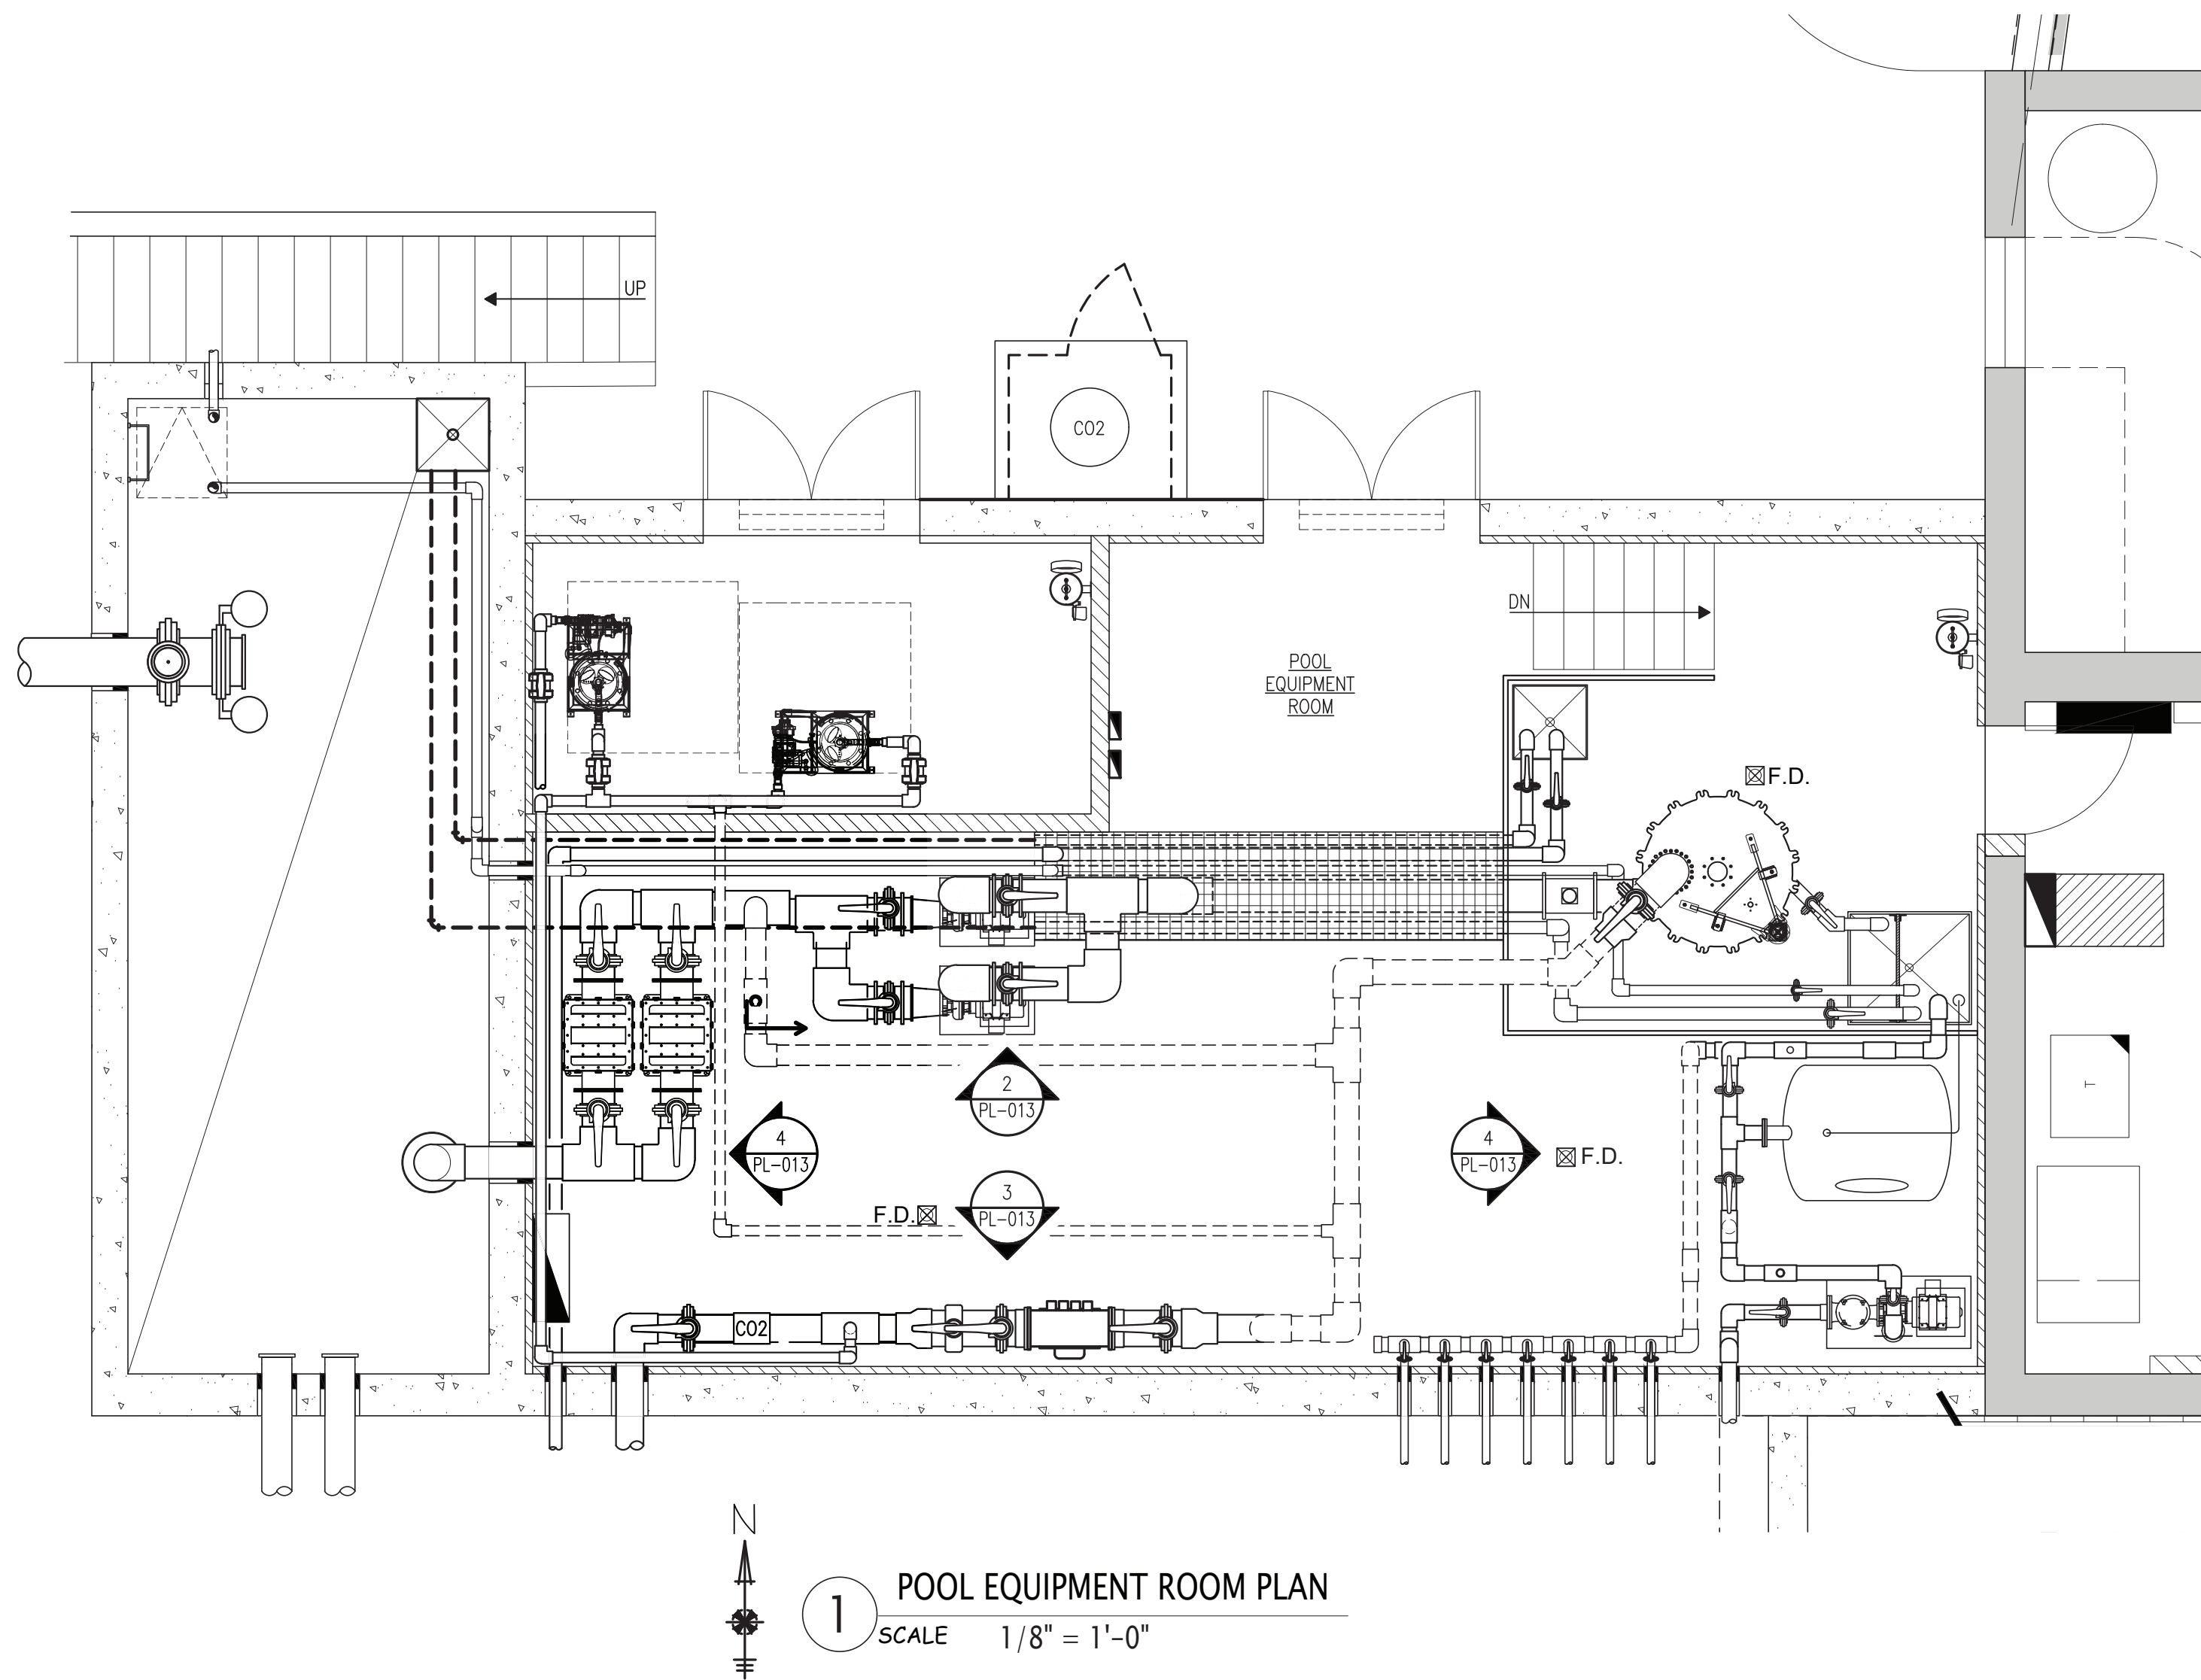 UP
CO2
DN
POOL
EQUIPMENT
ROOM
F.D.
2
PL-013
4
PL-013
4
PL-013
F.D.
3
PL-013
F.D.
T
CO2
N
1
POOL EQUIPMENT ROOM PLAN
SCALE 1/8" = 1'-0"